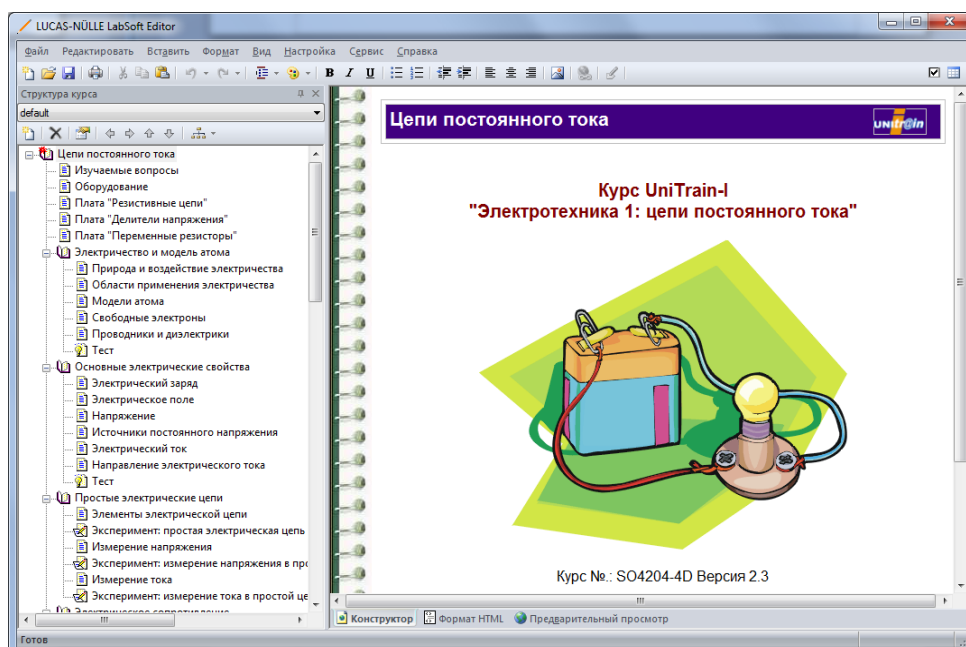 LUCAS-NÜLLE LabSoft Editor
Файл Редактировать Вставить Формат Вид Настройка Сервис Справка
B I U
Структура курса
default
Цепи постоянного тока
Изучаемые вопросы
Оборудование
Плата "Резистивные цепи"
Плата "Делители напряжения"
Плата "Переменные резисторы"
Электричество и модель атома
Природа и воздействие электричества
Области применения электричества
Модели атома
Свободные электроны
Проводники и диэлектрики
Тест
Основные электрические свойства
Электрический заряд
Электрическое поле
Напряжение
Источники постоянного напряжения
Электрический ток
Направление электрического тока
Тест
Простые электрические цепи
Элементы электрической цепи
Эксперимент: простая электрическая цепь
Измерение напряжения
Эксперимент: измерение напряжения в про
Измерение тока
Эксперимент: измерение тока в простой це
Электрическое сопротивление
Цепи постоянного тока
UNITr@in
Курс UniTrain-I
"Электротехника 1: цепи постоянного тока"
Курс №.: SO4204-4D Версия 2.3
Конструктор Формат HTML Предварительный просмотр
Готов